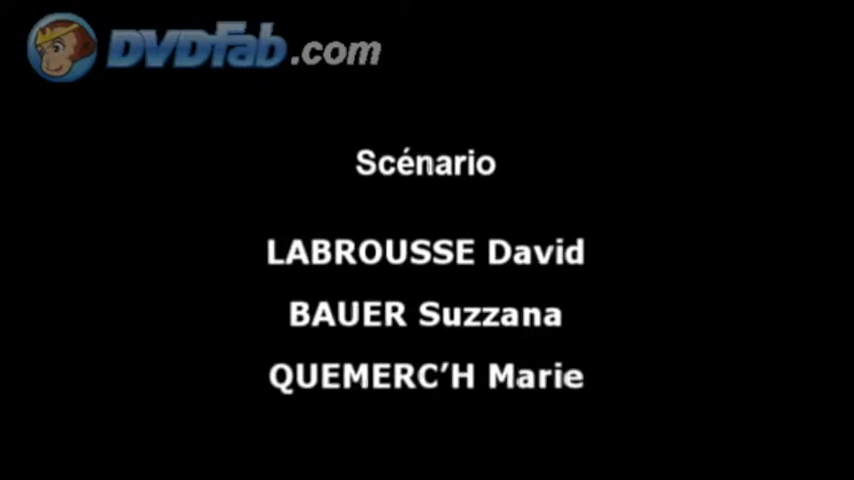 DVDFab.com
Scénario
LABROUSSE David
BAUER Suzzana
QUEMERC’H Marie